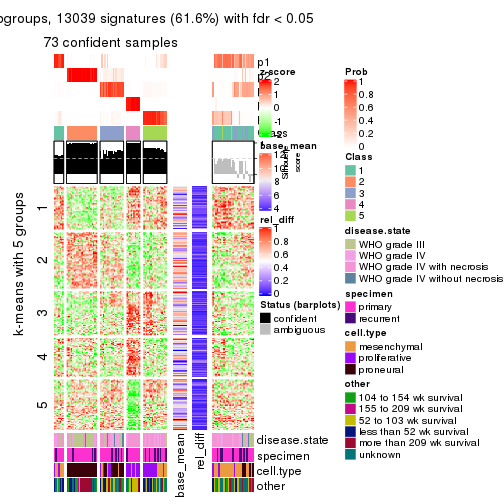 ogroups, 13039 signatures (61.6%) with fdr < 0.05
73 confident samples
p1
z-score
2
1
0
-1
-2
base_mean
12
10
8
6
4
Silhouette
score
rel_diff
1
0.8
0.6
0.4
0.2
0
Status (barplots)
confident
ambiguous
Prob
1
0.8
0.6
0.4
0.2
0
Class
1
2
3
4
5
disease.state
WHO grade III
WHO grade IV
WHO grade IV with necrosis
WHO grade IV without necrosis
specimen
primary
recurrent
cell.type
mesenchymal
proliferative
proneural
other
104 to 154 wk survival
155 to 209 wk survival
52 to 103 wk survival
less than 52 wk survival
more than 209 wk survival
unknown
k-means with 5 groups
1
2
3
4
5
base_mean
rel_diff
disease.state
specimen
cell.type
other